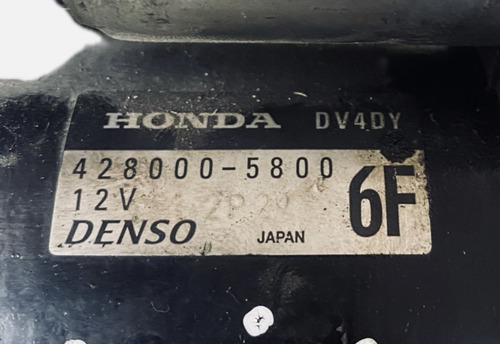 HONDA DV4DY
428000-5800
12V
6F
DENSO JAPAN